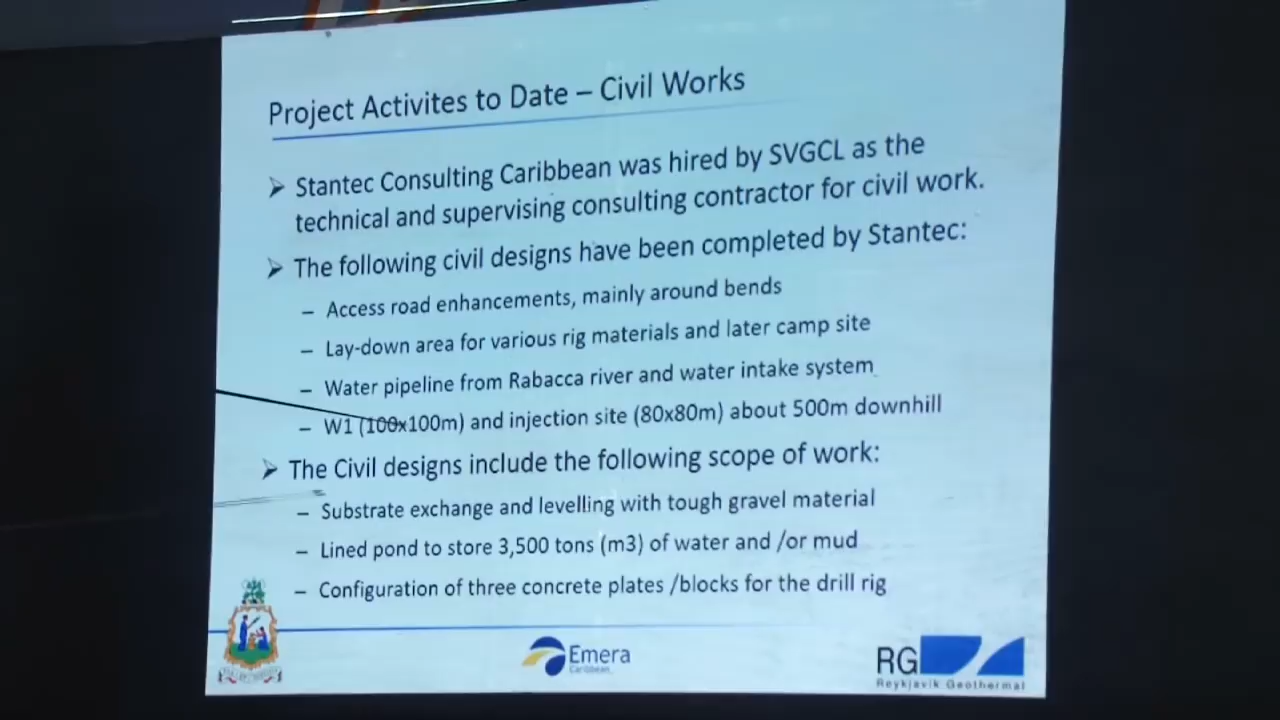 Project Activites to Date – Civil Works
➢ Stantec Consulting Caribbean was hired by SVGCL as the
technical and supervising consulting contractor for civil work.
➢ The following civil designs have been completed by Stantec:
– Access road enhancements, mainly around bends
– Lay-down area for various rig materials and later camp site
– Water pipeline from Rabacca river and water intake system
– W1 (100x100m) and injection site (80x80m) about 500m downhill
➢ The Civil designs include the following scope of work:
– Substrate exchange and levelling with tough gravel material
– Lined pond to store 3,500 tons (m3) of water and /or mud
– Configuration of three concrete plates /blocks for the drill rig
Emera
Caribbean
RG
Reykjavik Geothermal